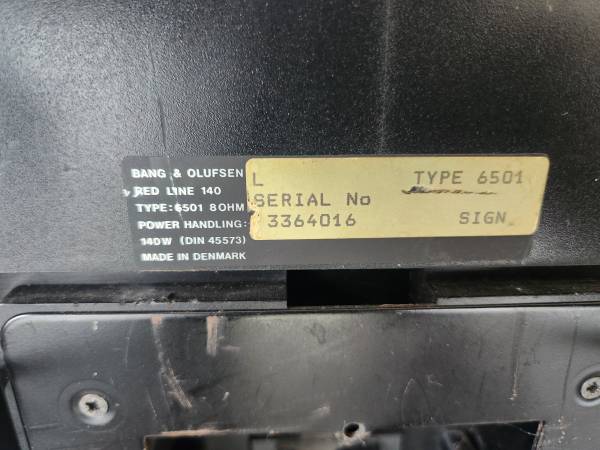 BANG & OLUFSEN
RED LINE 140
TYPE: 6501 8 OHM
POWER HANDLING:
140W (DIN 45573)
MADE IN DENMARK
L TYPE 6501
SERIAL No
3364016 SIGN